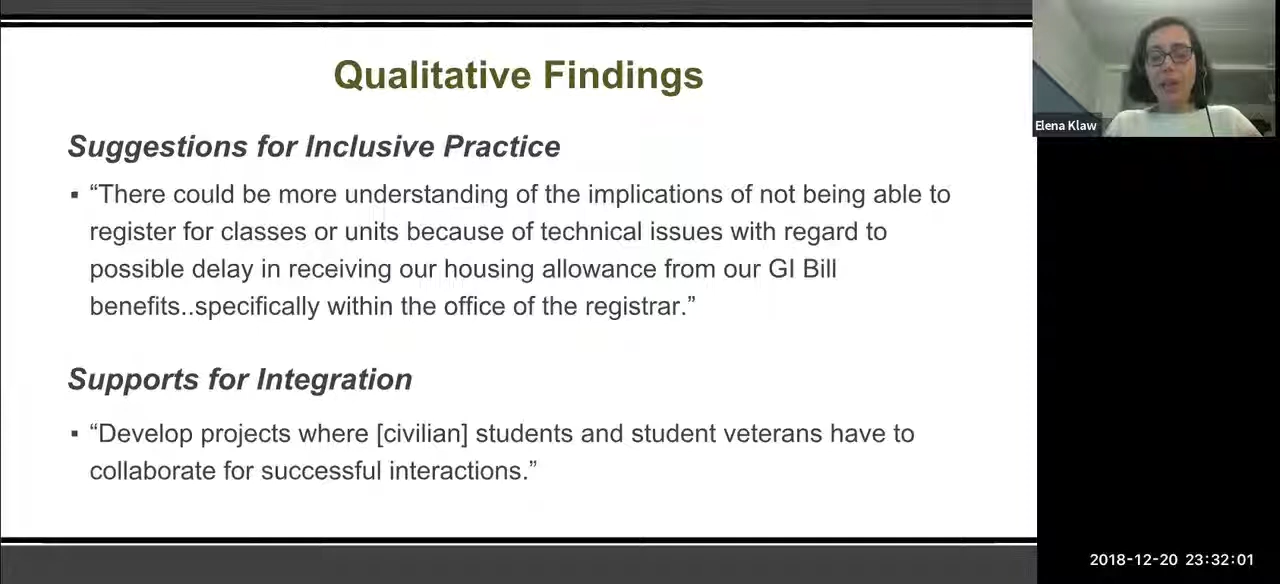 Qualitative Findings
Suggestions for Inclusive Practice
▪ “There could be more understanding of the implications of not being able to
register for classes or units because of technical issues with regard to
possible delay in receiving our housing allowance from our GI Bill
benefits..specifically within the office of the registrar.”
Supports for Integration
▪ “Develop projects where [civilian] students and student veterans have to
collaborate for successful interactions.”
Elena Klaw
2018-12-20 23:32:01